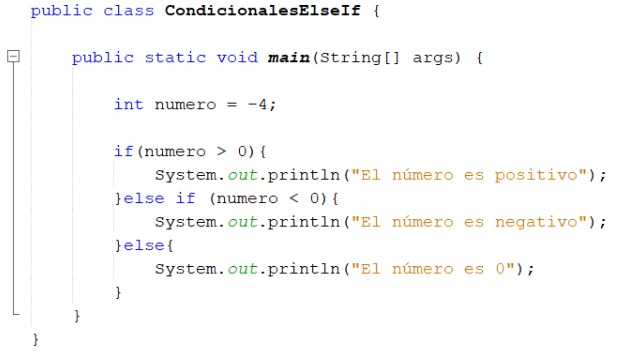 public class CondicionalesElseIf {
public static void main(String[] args) {
int numero = -4;
if(numero > 0){
System.out.println("El número es positivo");
}else if (numero < 0){
System.out.println("El número es negativo");
}else{
System.out.println("El número es 0");
}
}
}